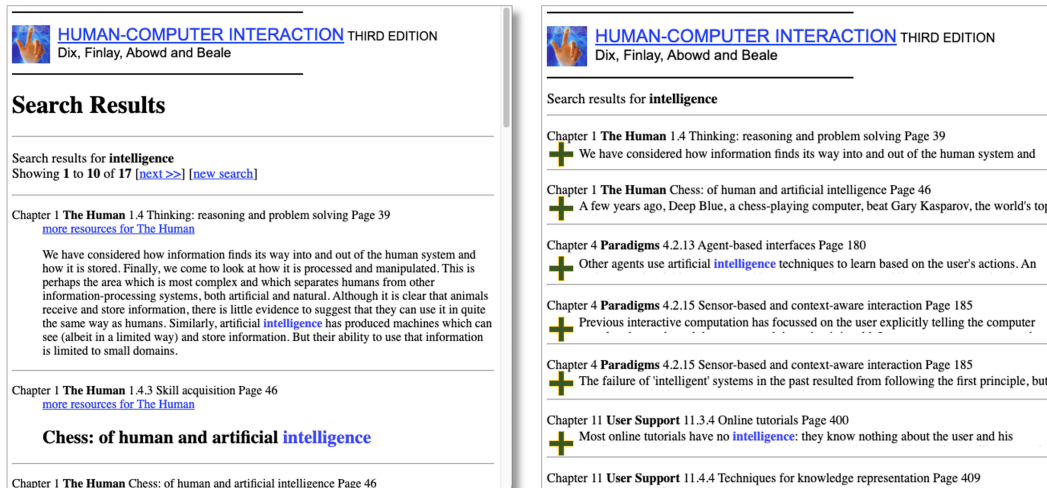 HUMAN-COMPUTER INTERACTION THIRD EDITION
Dix, Finlay, Abowd and Beale
Search Results
Search results for intelligence
Showing 1 to 10 of 17 [next >>] [new search]
Chapter 1 The Human 1.4 Thinking: reasoning and problem solving Page 39
more resources for The Human
We have considered how information finds its way into and out of the human system and
how it is stored. Finally, we come to look at how it is processed and manipulated. This is
perhaps the area which is most complex and which separates humans from other
information-processing systems, both artificial and natural. Although it is clear that animals
receive and store information, there is little evidence to suggest that they can use it in quite
the same way as humans. Similarly, artificial intelligence has produced machines which can
see (albeit in a limited way) and store information. But their ability to use that information
is limited to small domains.
Chapter 1 The Human 1.4.3 Skill acquisition Page 46
more resources for The Human
Chess: of human and artificial intelligence
Chapter 1 The Human Chess: of human and artificial intelligence Page 46
HUMAN-COMPUTER INTERACTION THIRD EDITION
Dix, Finlay, Abowd and Beale
Search results for intelligence
Chapter 1 The Human 1.4 Thinking: reasoning and problem solving Page 39
We have considered how information finds its way into and out of the human system and
Chapter 1 The Human Chess: of human and artificial intelligence Page 46
A few years ago, Deep Blue, a chess-playing computer, beat Gary Kasparov, the world's top
Chapter 4 Paradigms 4.2.13 Agent-based interfaces Page 180
Other agents use artificial intelligence techniques to learn based on the user's actions. An
Chapter 4 Paradigms 4.2.15 Sensor-based and context-aware interaction Page 185
Previous interactive computation has focussed on the user explicitly telling the computer
Chapter 4 Paradigms 4.2.15 Sensor-based and context-aware interaction Page 185
The failure of 'intelligent' systems in the past resulted from following the first principle, but
Chapter 11 User Support 11.3.4 Online tutorials Page 400
Most online tutorials have no intelligence: they know nothing about the user and his
Chapter 11 User Support 11.4.4 Techniques for knowledge representation Page 409